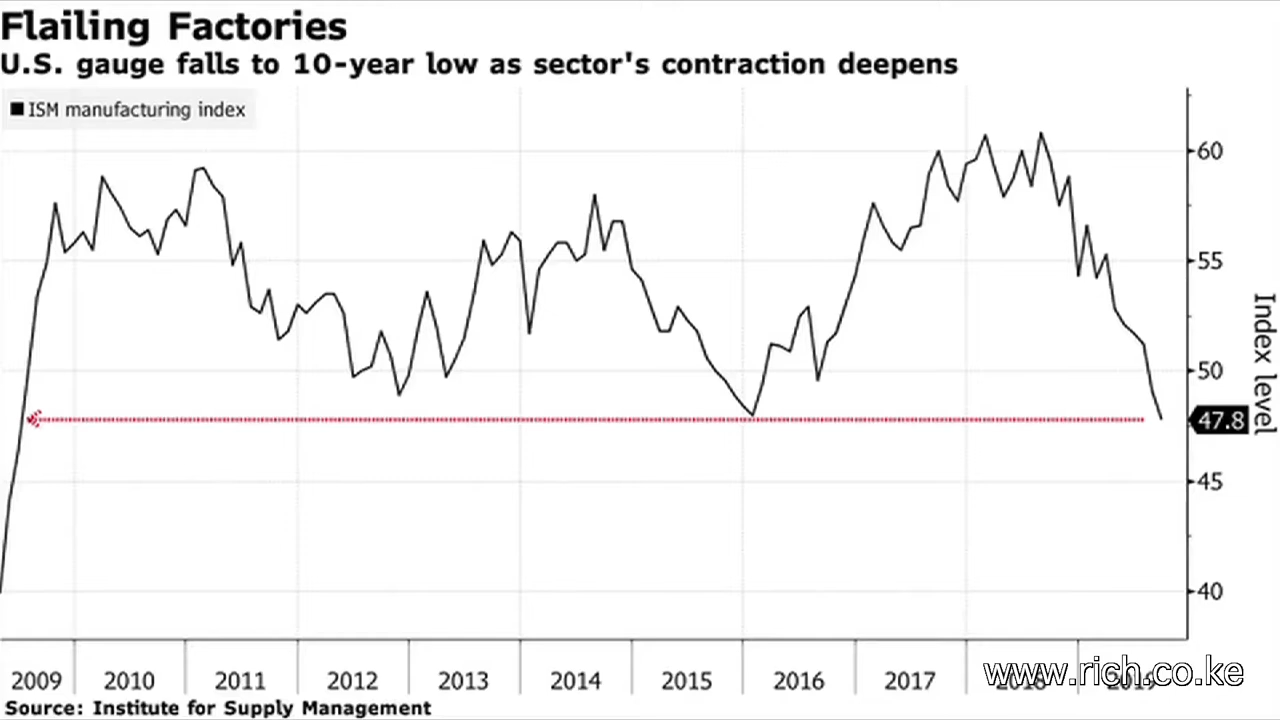 Flailing Factories
U.S. gauge falls to 10-year low as sector's contraction deepens
ISM manufacturing index
60
55
50
47.8
45
40
Index level
2009 2010 2011 2012 2013 2014 2015 2016 2017 2018 2019
www.rich.co.ke
Source: Institute for Supply Management